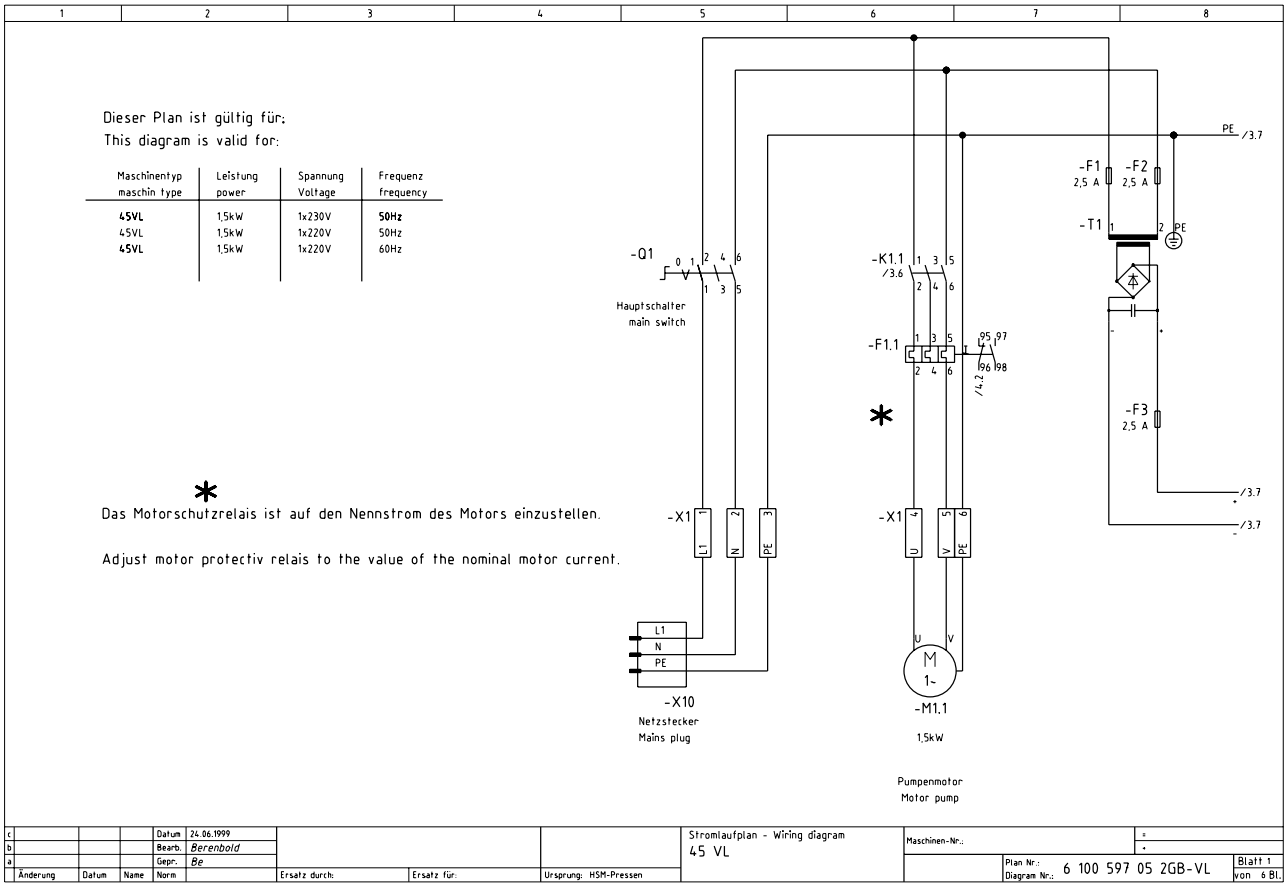 1 2 3 4 5 6 7 8
Dieser Plan ist gültig für:
This diagram is valid for:
Maschinentyp Leistung Spannung Frequenz
maschin type power Voltage frequency
45VL 1,5kW 1x230V 50Hz
45VL 1,5kW 1x220V 50Hz
45VL 1,5kW 1x220V 60Hz
PE /3.7
-F1 -F2
2,5 A 2,5 A
-T1 1 2 PE
-Q1 0 1 2 4 6
1 3 5
Hauptschalter
main switch
-K1.1 1 3 5
/3.6 2 4 6
-F1.1 1 3 5 95 97
2 4 6 96 98
/4.2
- +
-F3
2,5 A
*
*
Das Motorschutzrelais ist auf den Nennstrom des Motors einzustellen.
Adjust motor protectiv relais to the value of the nominal motor current.
/3.7
+
/3.7
-
-X1 1 2 3
L1 N PE
-X1 4 5 6
U V PE
L1
N
PE
-X10
Netzstecker
Mains plug
U V
M
1~
-M1.1
1,5kW
Pumpenmotor
Motor pump
c Datum 24.06.1999
b Bearb. Berenbold
a Gepr. Be
Änderung Datum Name Norm Ersatz durch: Ersatz für: Ursprung: HSM-Pressen
Stromlaufplan - Wiring diagram
45 VL
Maschinen-Nr.: =
+
Plan Nr.:
Diagram Nr.: 6 100 597 05 2GB-VL
Blatt 1
von 6 Bl.